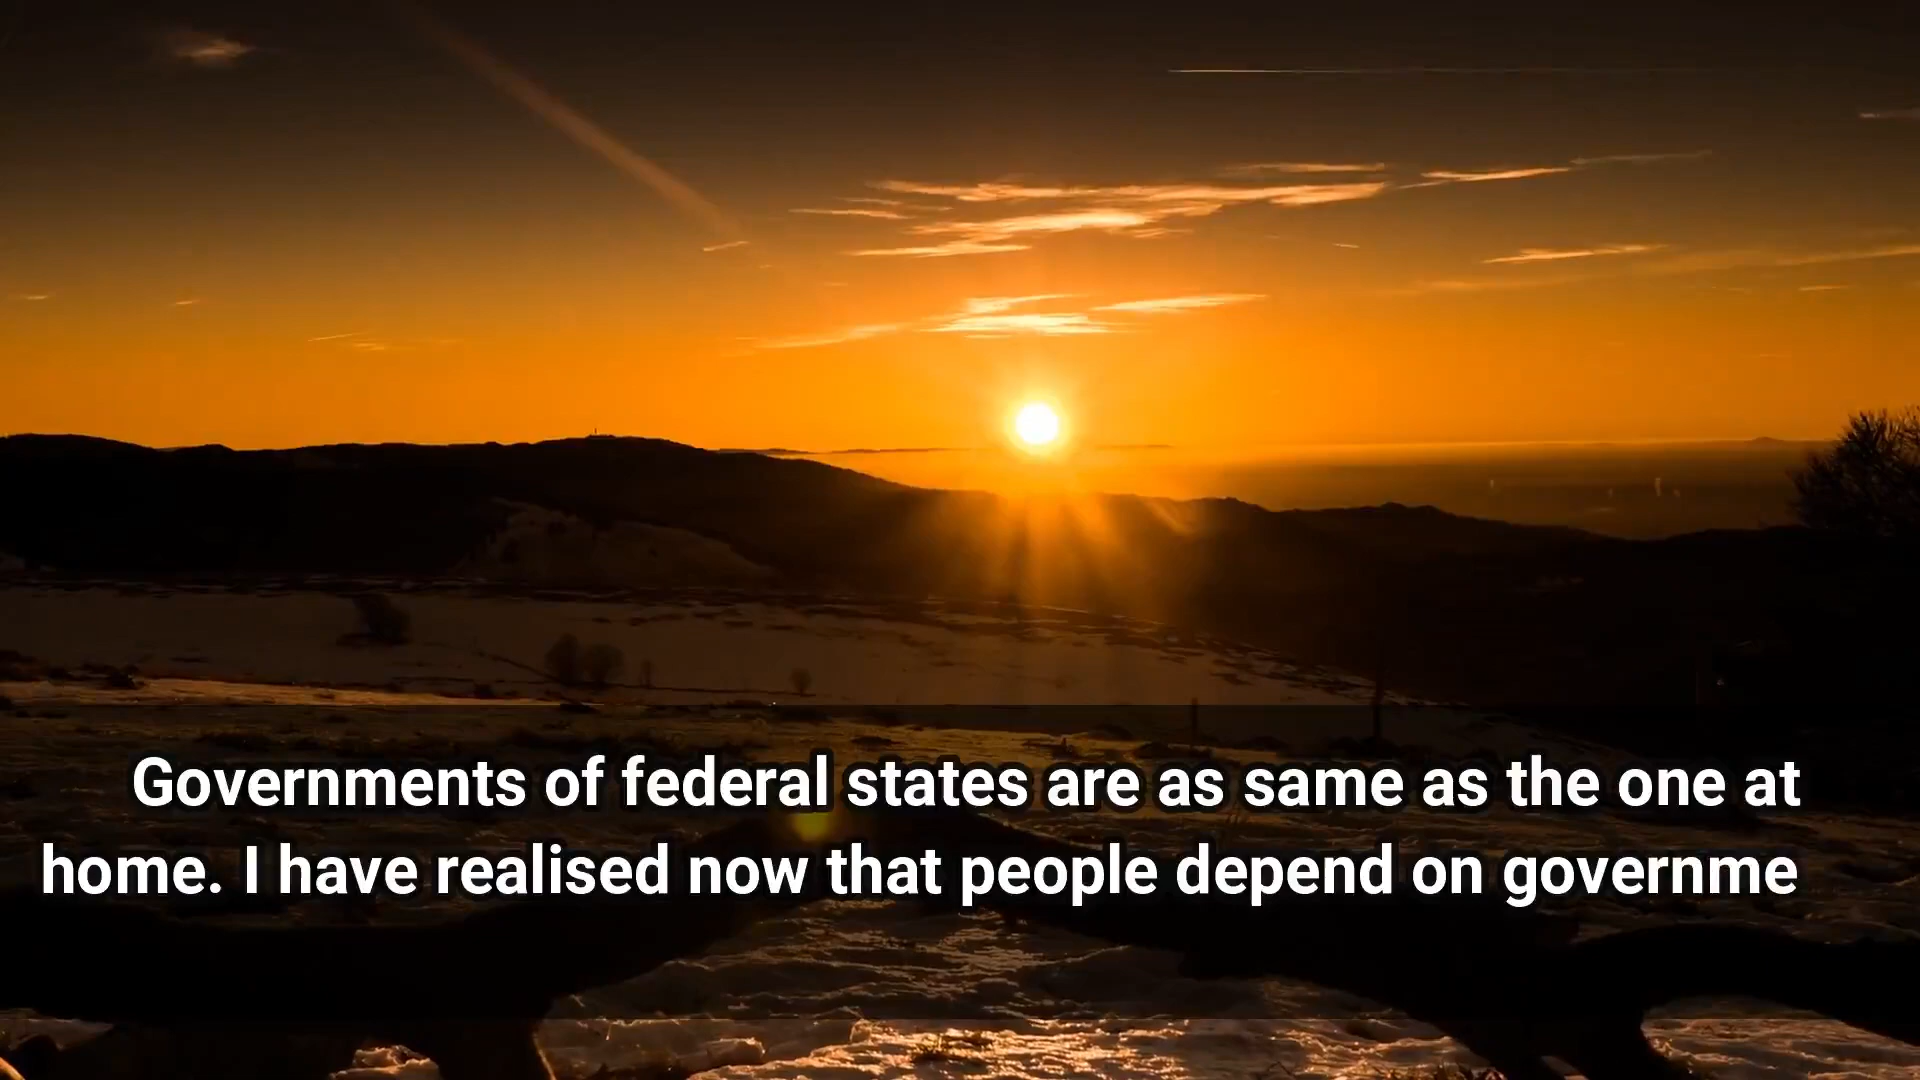 Governments of federal states are as same as the one at
home. I have realised now that people depend on governme